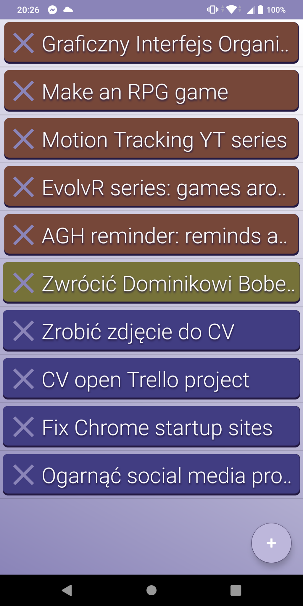 20:26
100%
Graficzny Interfejs Organi..
Make an RPG game
Motion Tracking YT series
EvolvR series: games aro..
AGH reminder: reminds a..
Zwrócić Dominikowi Bobe..
Zrobić zdjęcie do CV
CV open Trello project
Fix Chrome startup sites
Ogarnąć social media pro..
+